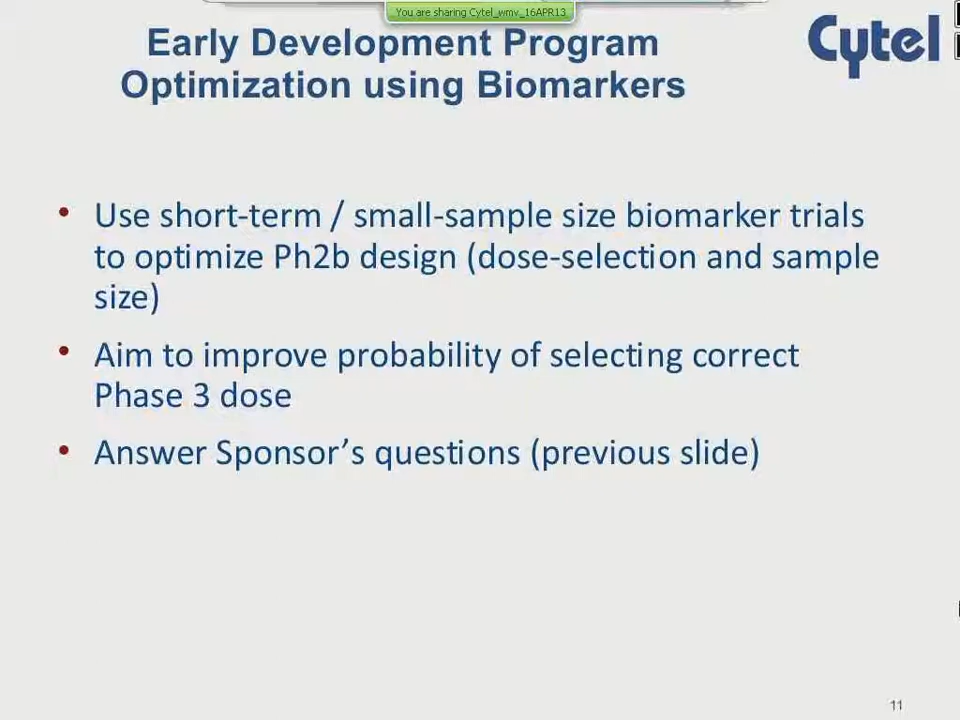 You are sharing Cytel_wmv_16APR13
Early Development Program
Optimization using Biomarkers
Cytel
• Use short-term / small-sample size biomarker trials
to optimize Ph2b design (dose-selection and sample
size)
• Aim to improve probability of selecting correct
Phase 3 dose
• Answer Sponsor’s questions (previous slide)
11